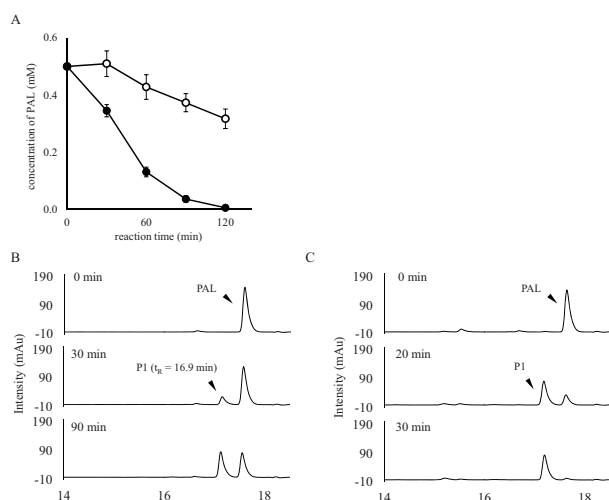 A
0.6
0.4
0.2
0.0
concentration of PAL (mM)
0 60 120
reaction time (min)
B
190
90
-10
0 min
PAL
190
90
-10
30 min
P1 (tR = 16.9 min)
190
90
-10
90 min
Intensity (mAu)
14 16 18
C
190
90
-10
0 min
PAL
190
90
-10
20 min
P1
190
90
-10
30 min
Intensity (mAu)
14 16 18